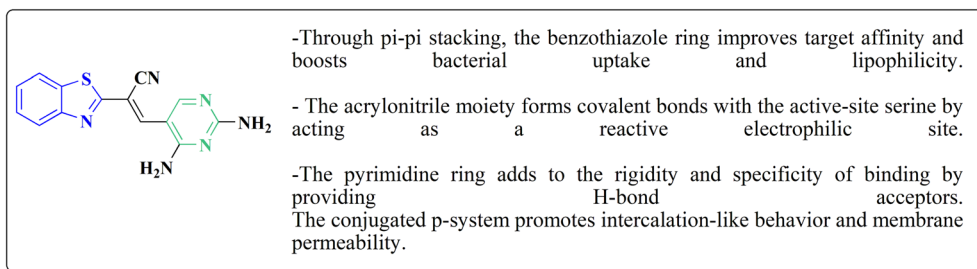 S
CN
N
N
N
NH₂
H₂N
-Through pi-pi stacking, the benzothiazole ring improves target affinity and
boosts bacterial uptake and lipophilicity.
- The acrylonitrile moiety forms covalent bonds with the active-site serine by
acting as a reactive electrophilic site.
-The pyrimidine ring adds to the rigidity and specificity of binding by
providing H-bond acceptors.
The conjugated p-system promotes intercalation-like behavior and membrane
permeability.